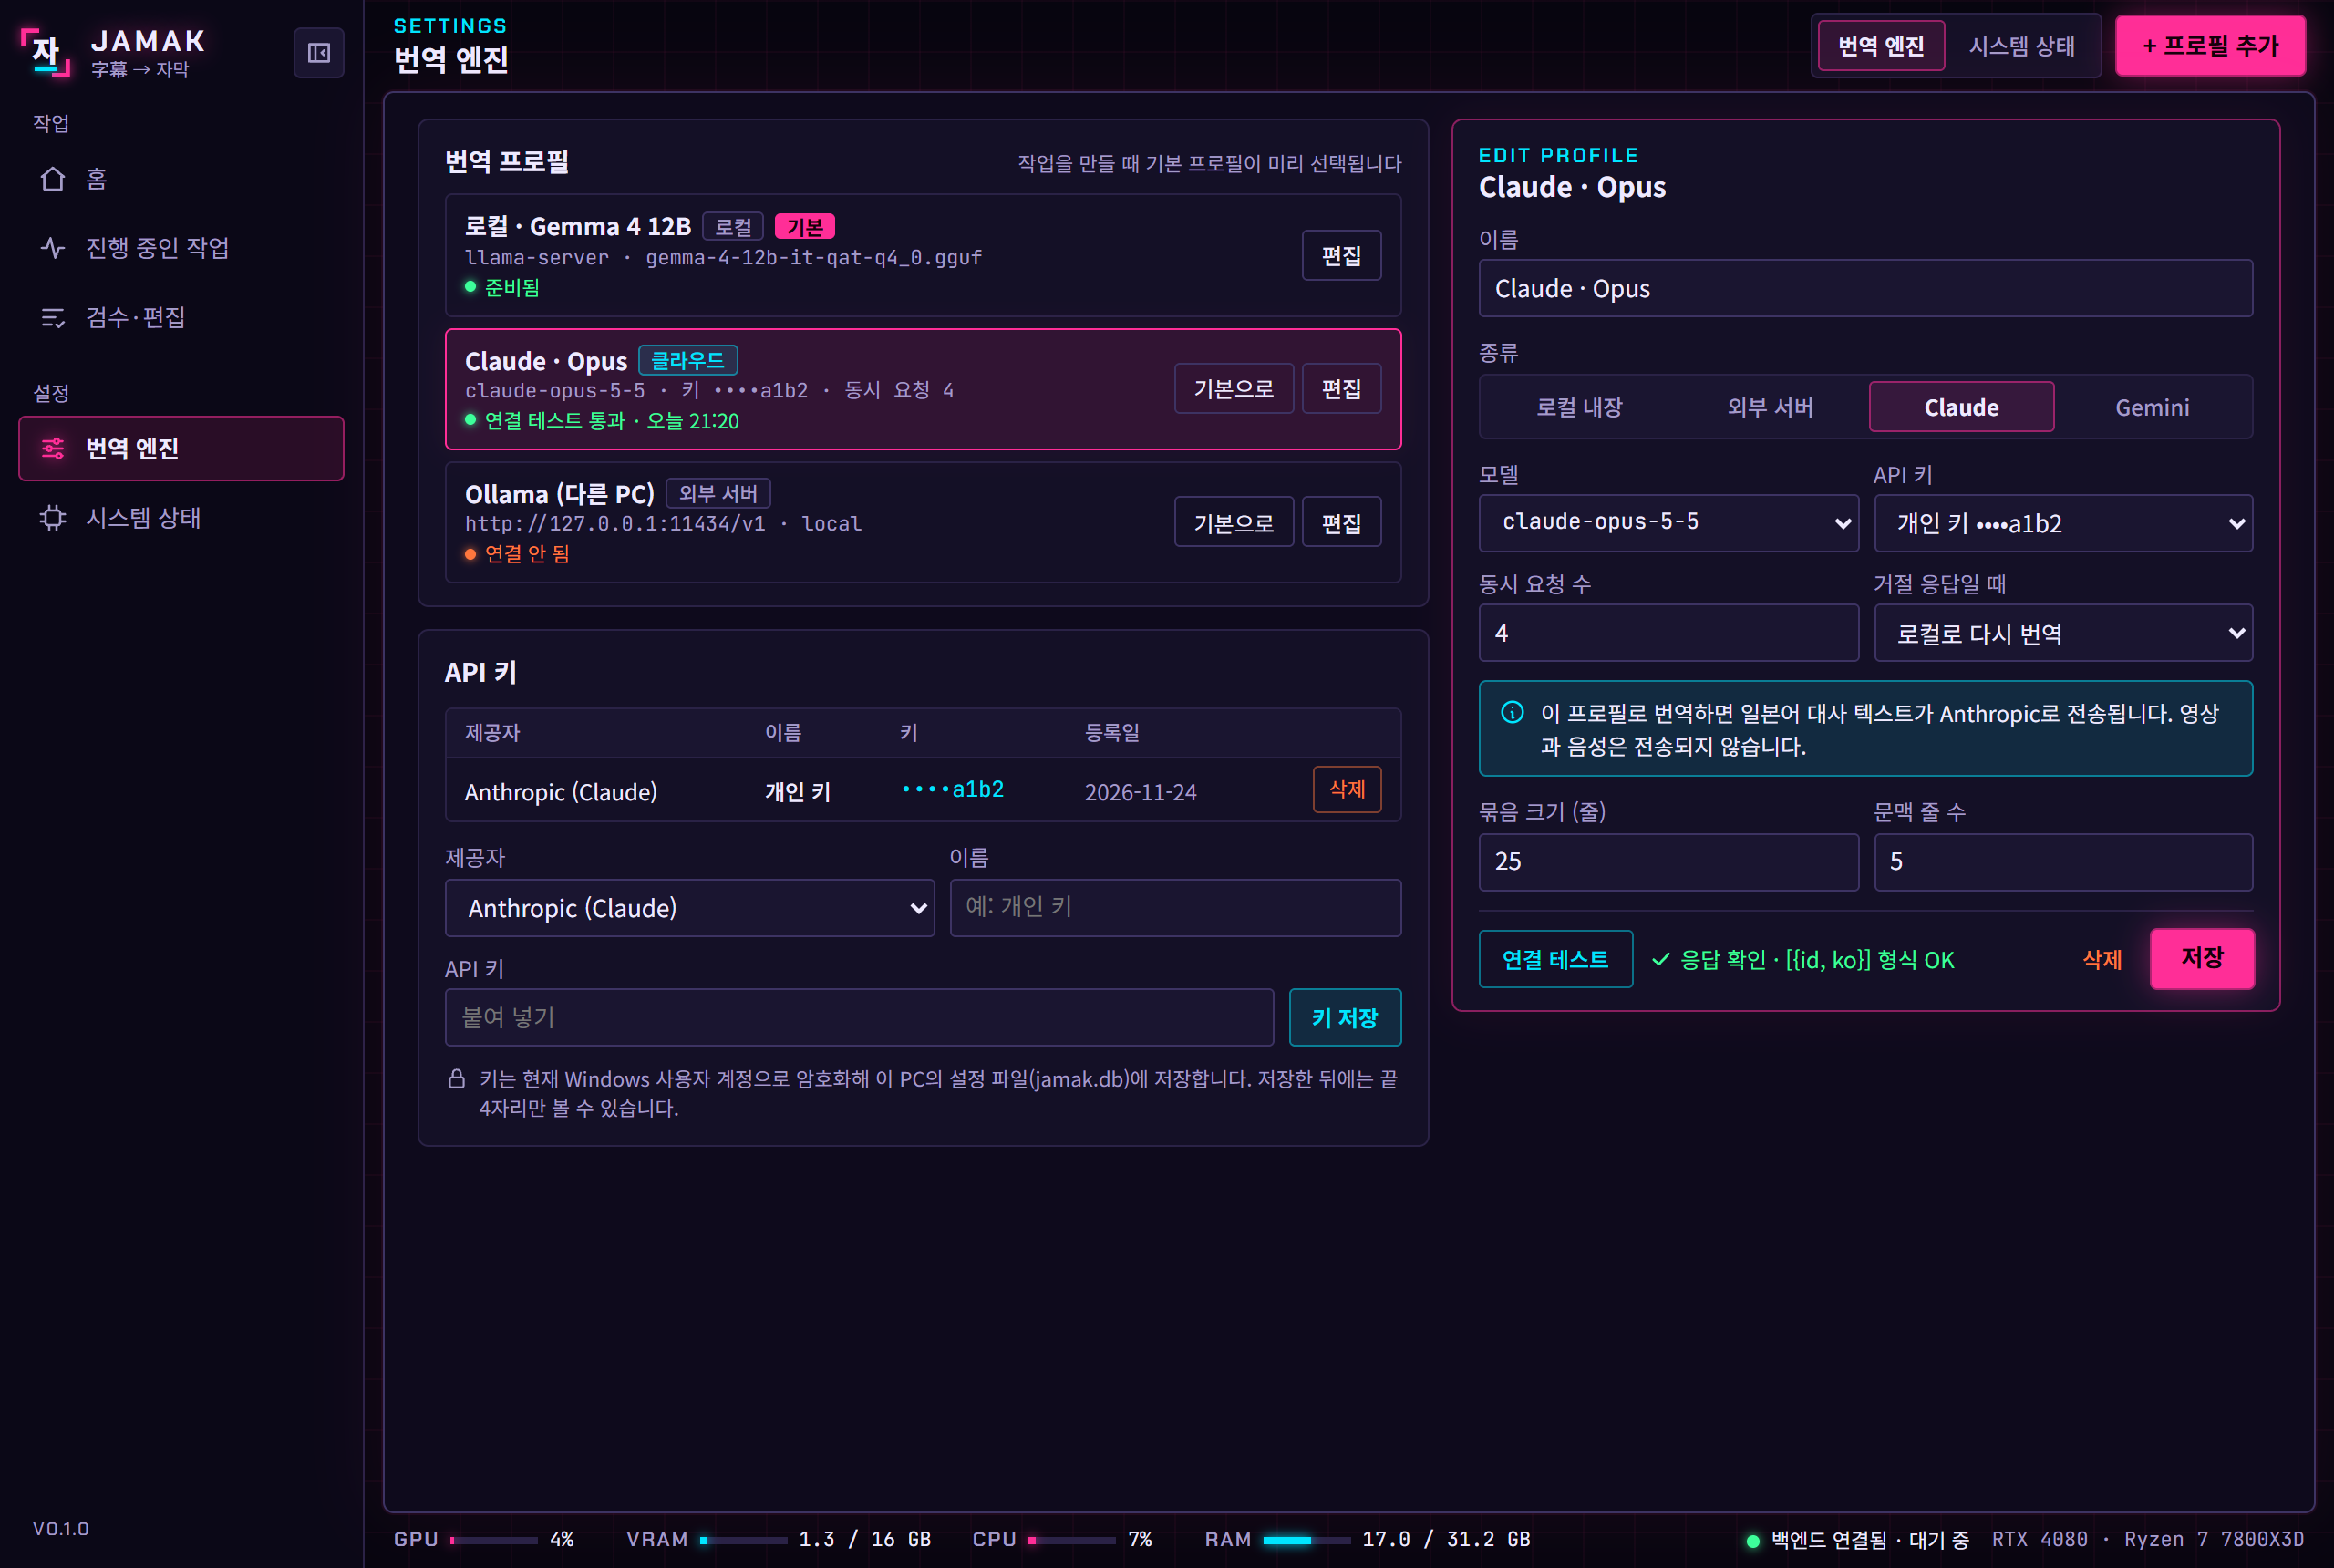 자
JAMAK
字幕 → 자막
작업
홈
진행 중인 작업
검수·편집
설정
번역 엔진
시스템 상태
V0.1.0
SETTINGS
번역 엔진
번역 엔진
시스템 상태
+ 프로필 추가
번역 프로필
작업을 만들 때 기본 프로필이 미리 선택됩니다
로컬 · Gemma 4 12B 로컬 기본
llama-server · gemma-4-12b-it-qat-q4_0.gguf
준비됨
편집
Claude · Opus 클라우드
claude-opus-5-5 · 키 ••••a1b2 · 동시 요청 4
연결 테스트 통과 · 오늘 21:20
기본으로
편집
Ollama (다른 PC) 외부 서버
http://127.0.0.1:11434/v1 · local
연결 안 됨
기본으로
편집
API 키
제공자 이름 키 등록일
Anthropic (Claude) 개인 키 ••••a1b2 2026-11-24 삭제
제공자 이름
Anthropic (Claude) 예: 개인 키
API 키
붙여 넣기 키 저장
키는 현재 Windows 사용자 계정으로 암호화해 이 PC의 설정 파일(jamak.db)에 저장합니다. 저장한 뒤에는 끝
4자리만 볼 수 있습니다.
EDIT PROFILE
Claude · Opus
이름
Claude · Opus
종류
로컬 내장 외부 서버 Claude Gemini
모델 API 키
claude-opus-5-5 개인 키 ••••a1b2
동시 요청 수 거절 응답일 때
4 로컬로 다시 번역
이 프로필로 번역하면 일본어 대사 텍스트가 Anthropic로 전송됩니다. 영상
과 음성은 전송되지 않습니다.
묶음 크기 (줄) 문맥 줄 수
25 5
연결 테스트 ✓ 응답 확인 · [{id, ko}] 형식 OK 삭제 저장
GPU 4% VRAM 1.3 / 16 GB CPU 7% RAM 17.0 / 31.2 GB 백엔드 연결됨 · 대기 중 RTX 4080 · Ryzen 7 7800X3D